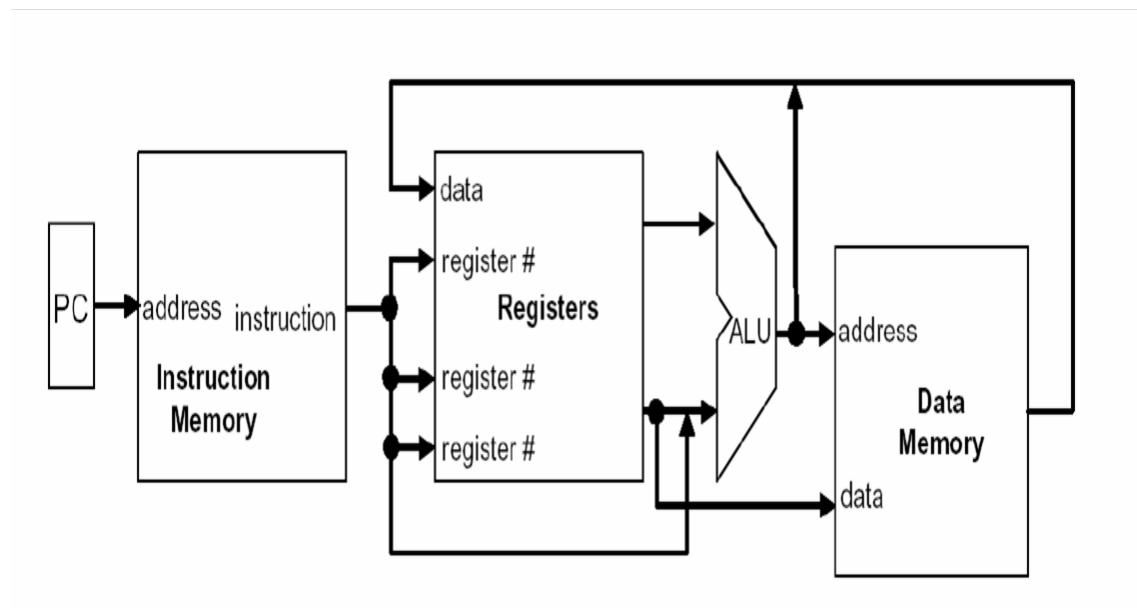 PC
address
instruction
Instruction
Memory
data
register #
Registers
register #
register #
ALU
address
Data
Memory
data